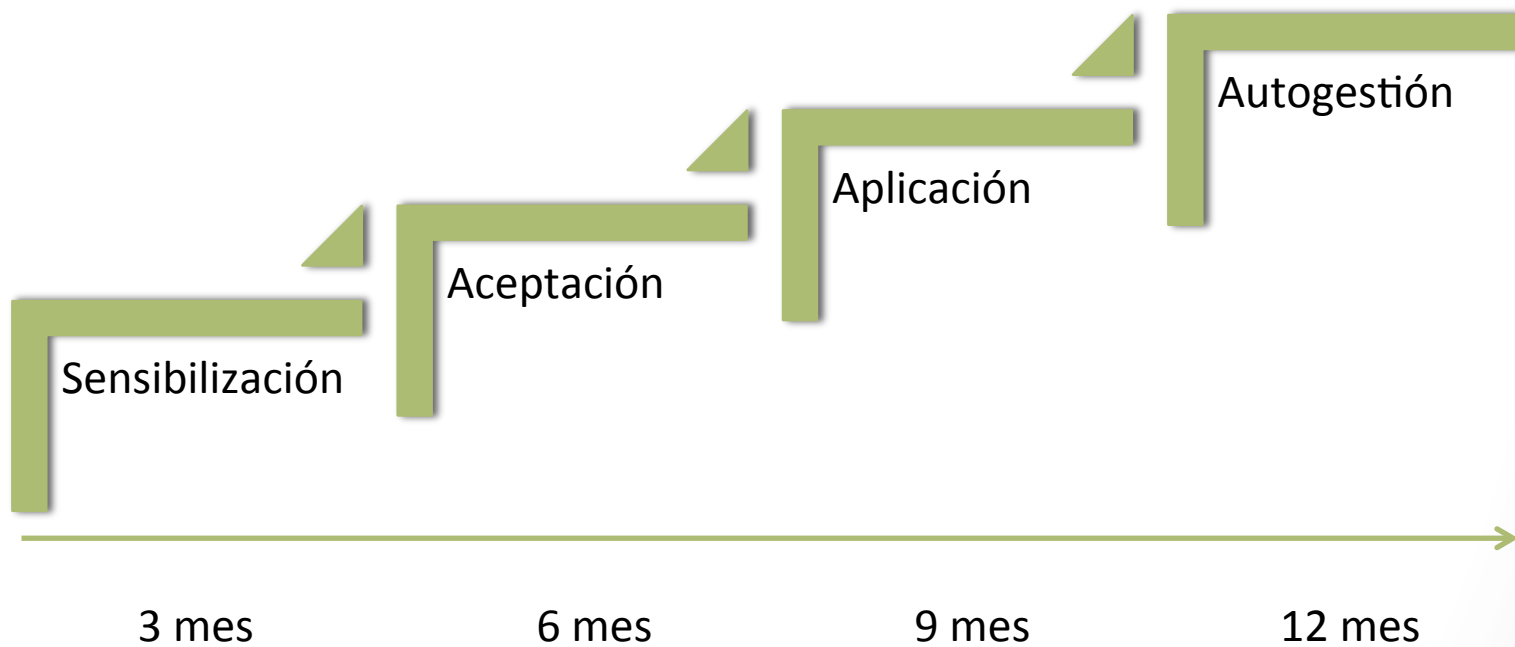 Autogestión
Aplicación
Aceptación
Sensibilización
3 mes
6 mes
9 mes
12 mes